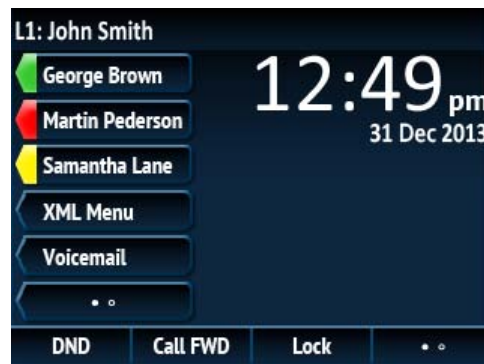 L1: John Smith
George Brown
Martin Pederson
Samantha Lane
XML Menu
Voicemail
12:49 pm
31 Dec 2013
DND Call FWD Lock